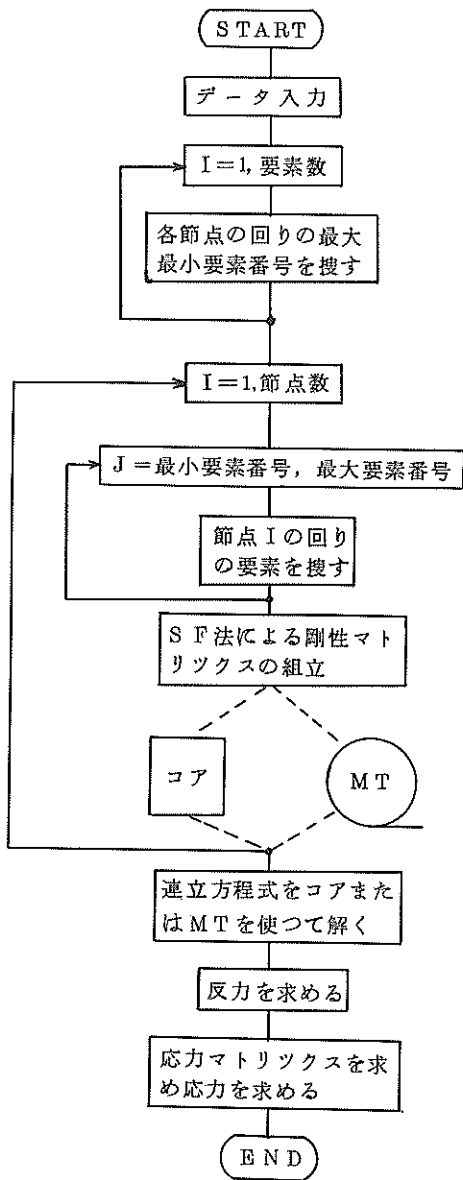 START
データ入力
I=1,要素数
各節点の回りの最大
最小要素番号を捜す
I=1,節点数
J=最小要素番号,最大要素番号
節点Iの回り
の要素を捜す
SF法による剛性マト
リツクスの組立
コア
MT
連立方程式をコアまた
はMTを使つて解く
反力を求める
応力マトリツクスを求
め応力を求める
END